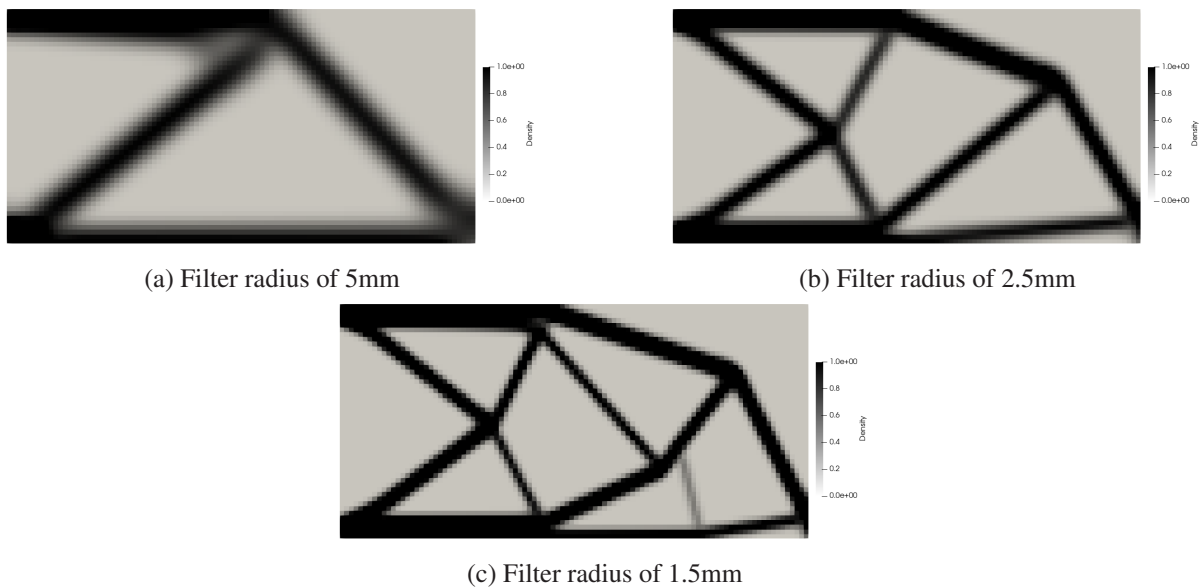 1.0e+00
0.8
0.6
0.4
0.2
0.0e+00
Density
1.0e+00
0.8
0.6
0.4
0.2
0.0e+00
Density
(a) Filter radius of 5mm
(b) Filter radius of 2.5mm
1.0e+00
0.8
0.6
0.4
0.2
0.0e+00
Density
(c) Filter radius of 1.5mm